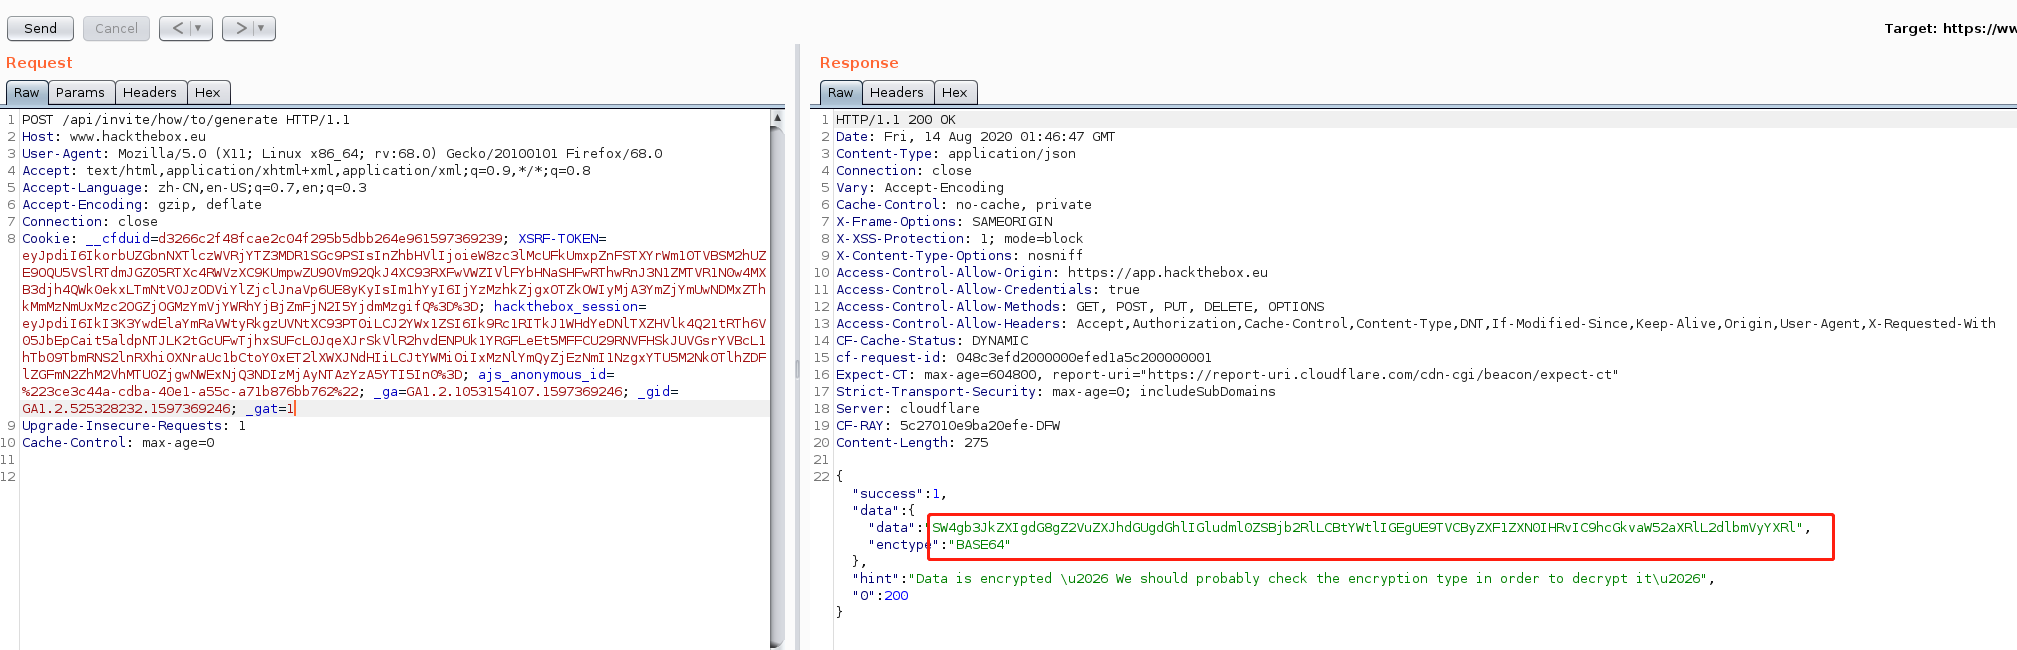 Send Cancel < > Target: https://ww
Request Response
Raw Params Headers Hex Raw Headers Hex
1 POST /api/invite/how/to/generate HTTP/1.1
2 Host: www.hackthebox.eu
3 User-Agent: Mozilla/5.0 (X11; Linux x86_64; rv:68.0) Gecko/20100101 Firefox/68.0
4 Accept: text/html,application/xhtml+xml,application/xml;q=0.9,*/*;q=0.8
5 Accept-Language: zh-CN,en-US;q=0.7,en;q=0.3
6 Accept-Encoding: gzip, deflate
7 Connection: close
8 Cookie: __cfduid=d3266c2f48fcae2c04f295b5dbb264e961597369239; XSRF-TOKEN=
eyJpdiI6IkorbUZGbnNXTlczWVRjYTZ3MDR1SGc9PSIsInZhbHVlIjoieW8zc3lMcUFkUmxpZnFSTXYrWm10TVBSM2hUZ
E9OQU5VSlRTdmJGZ05RTXc4RWVzXC9KUmpwZU90Vm92QkJ4XC93RXFwVWZIVlFYbHNaSHFwRThwRnJ3N1ZMTVR1N0w4MX
B3djh4QWk0ekxLTmNtV0JzODViYlZjclJnaVp6UE8yKyIsIm1hYyI6IjYzMzhkZjgxOTZkOWIyMjA3YmZjYmUwNDMxZTh
kMmMzNmUxMzc2OGZjOGMzYmVjYWRhYjBjZmFjN2I5YjdmMzgifQ%3D%3D; hackthebox_session=
eyJpdiI6IkI3K3YwdElaYmRaVWtyRkgzUVNtXC93PT0iLCJ2YWx1ZSI6Ik9Rc1RITkJ1WHdYeDNlTXZHVlk4Q21tRTh6V
05JbEpCait5aldpNTJLK2tGcUFwTjhxSUFcL0JqeXJrSkVlR2hvdENPUk1YRGFLeEt5MFFCU29RNVFHSkJUVGsrYVBcL1
hTb09TbmRNS2lnRXhiOXNraUc1bCtoY0xET2lXWXJNdHIiLCJtYWMiOiIxMzNlYmQyZjEzNmI1NzgxYTU5M2NkOTlhZDF
lZGFmN2ZhM2VhMTU0ZjgwNWExNjQ3NDIzMjAyNTAzYzA5YTI5In0%3D; ajs_anonymous_id=
%223ce3c44a-cdba-40e1-a55c-a71b876bb762%22; _ga=GA1.2.1053154107.1597369246; _gid=
GA1.2.525328232.1597369246; _gat=1
9 Upgrade-Insecure-Requests: 1
10 Cache-Control: max-age=0
11
12
1 HTTP/1.1 200 OK
2 Date: Fri, 14 Aug 2020 01:46:47 GMT
3 Content-Type: application/json
4 Connection: close
5 Vary: Accept-Encoding
6 Cache-Control: no-cache, private
7 X-Frame-Options: SAMEORIGIN
8 X-XSS-Protection: 1; mode=block
9 X-Content-Type-Options: nosniff
10 Access-Control-Allow-Origin: https://app.hackthebox.eu
11 Access-Control-Allow-Credentials: true
12 Access-Control-Allow-Methods: GET, POST, PUT, DELETE, OPTIONS
13 Access-Control-Allow-Headers: Accept,Authorization,Cache-Control,Content-Type,DNT,If-Modified-Since,Keep-Alive,Origin,User-Agent,X-Requested-With
14 CF-Cache-Status: DYNAMIC
15 cf-request-id: 048c3efd2000000efed1a5c200000001
16 Expect-CT: max-age=604800, report-uri="https://report-uri.cloudflare.com/cdn-cgi/beacon/expect-ct"
17 Strict-Transport-Security: max-age=0; includeSubDomains
18 Server: cloudflare
19 CF-RAY: 5c27010e9ba20efe-DFW
20 Content-Length: 275
21
22 {
"success":1,
"data":{
"data":"SW4gb3JkZXIgdG8gZ2VuZXJhdGUgdGhlIGludml0ZSBjb2RlLCBtYWtlIGEgUE9TVCByZXF1ZXN0IHRvIC9hcGkvaW52aXRlL2dlbmVyYXRl",
"enctype":"BASE64"
},
"hint":"Data is encrypted \u2026 We should probably check the encryption type in order to decrypt it\u2026",
"0":200
}